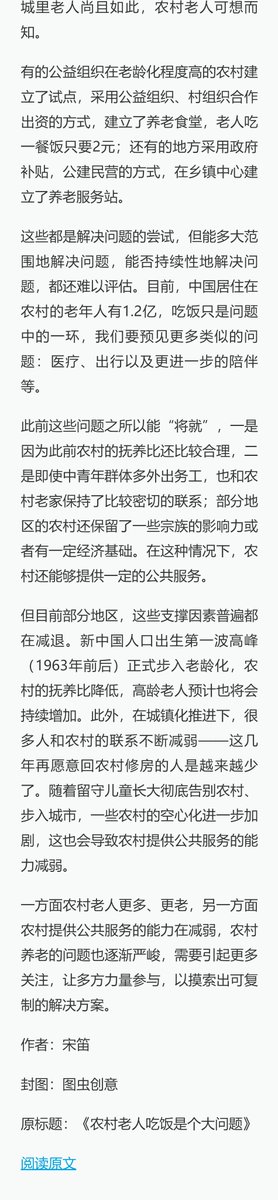 城里老人尚且如此，农村老人可想而
知。
有的公益组织在老龄化程度高的农村建
立了试点，采用公益组织、村组织合作
出资的方式，建立了养老食堂，老人吃
一餐饭只要2元；还有的地方采用政府
补贴，公建民营的方式，在乡镇中心建
立了养老服务站。
这些都是解决问题的尝试，但能多大范
围地解决问题，能否持续性地解决问
题，都还难以评估。目前，中国居住在
农村的老年人有1.2亿，吃饭只是问题
中的一环，我们要预见更多类似的问
题：医疗、出行以及更进一步的陪伴
等。
此前这些问题之所以能“将就”，一是
因为此前农村的抚养比还比较合理，二
是即使中青年群体多外出务工，也和农
村老家保持了比较密切的联系；部分地
区的农村还保留了一些宗族的影响力或
者有一定经济基础。在这种情况下，农
村还能够提供一定的公共服务。
但目前部分地区，这些支撑因素普遍都
在减退。新中国人口出生第一波高峰
（1963年前后）正式步入老龄化，农
村的抚养比降低，高龄老人预计也将会
持续增加。此外，在城镇化推进下，很
多人和农村的联系不断减弱——这几
年再愿意回农村修房的人是越来越少
了。随着留守儿童长大彻底告别农村、
步入城市，一些农村的空心化进一步加
剧，这也会导致农村提供公共服务的能
力减弱。
一方面农村老人更多、更老，另一方面
农村提供公共服务的能力在减弱，农村
养老的问题也逐渐严峻，需要引起更多
关注，让多方力量参与，以摸索出可复
制的解决方案。
作者：宋笛
封图：图虫创意
原标题：《农村老人吃饭是个大问题》
阅读原文